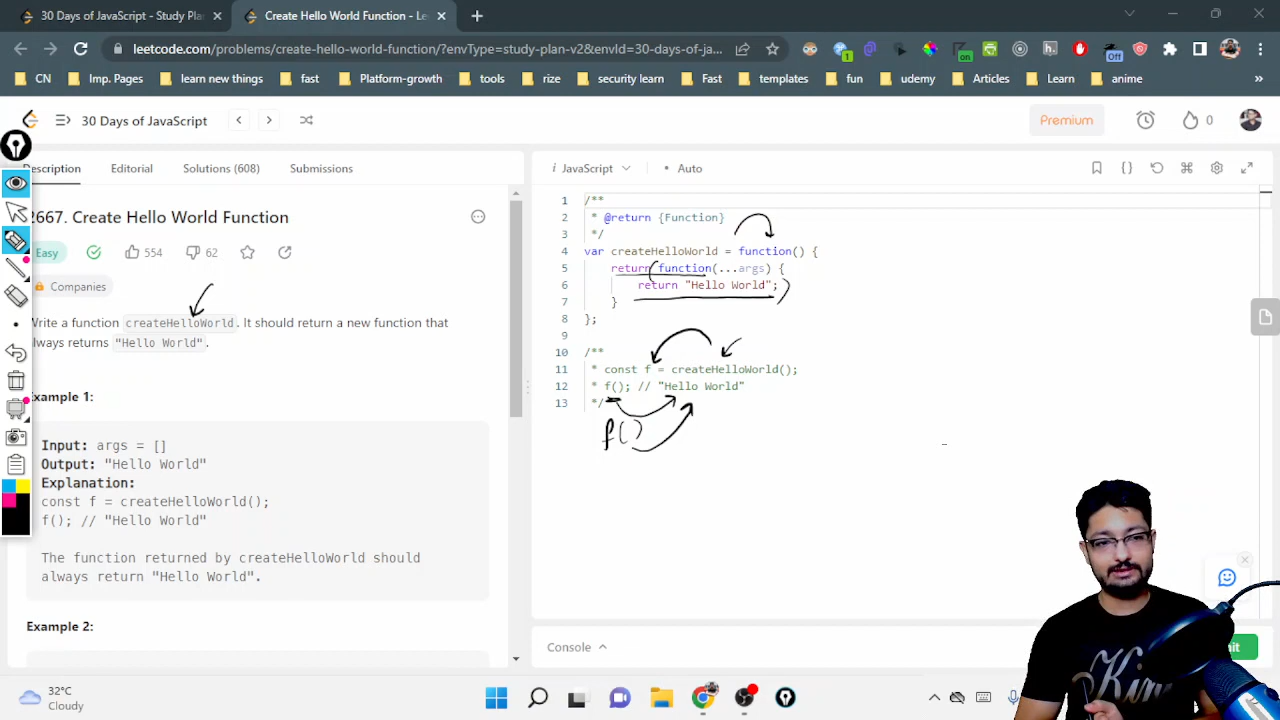 30 Days of JavaScript - Study Pla
Create Hello World Function - Le
leetcode.com/problems/create-hello-world-function/?envType=study-plan-v2&envId=30-days-of-ja...
1
on
h.
Off
CN
Imp. Pages
learn new things
fast
Platform-growth
tools
rize
security learn
Fast
templates
fun
udemy
Articles
Learn
anime
»
30 Days of JavaScript
Premium
0
Description
Editorial
Solutions (608)
Submissions
2667. Create Hello World Function
Easy
554
62
Companies
Write a function createHelloWorld. It should return a new function that
always returns "Hello World".
Example 1:
Input: args = []
Output: "Hello World"
Explanation:
const f = createHelloWorld();
f(); // "Hello World"
The function returned by createHelloWorld should
always return "Hello World".
Example 2:
i JavaScript
Auto
1 /**
2 * @return {Function}
3 */
4 var createHelloWorld = function() {
5 return function(...args) {
6 return "Hello World";
7 }
8 };
9
10 /**
11 * const f = createHelloWorld();
12 * f(); // "Hello World"
13 */
f()
Console
it
Kin
32°C
Cloudy